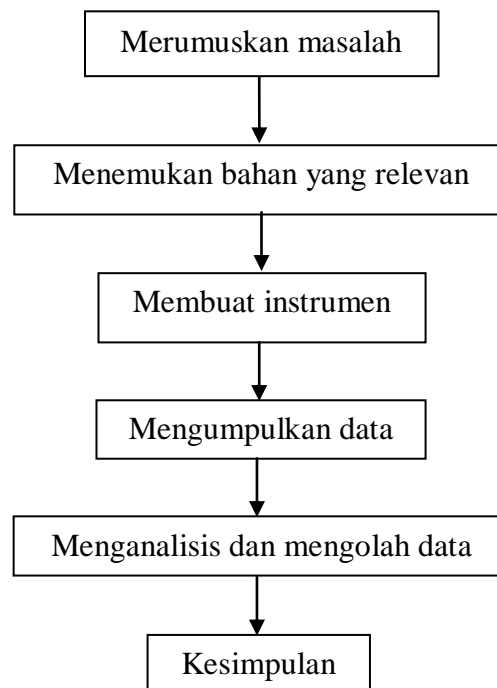 Merumuskan masalah
Menemukan bahan yang relevan
Membuat instrumen
Mengumpulkan data
Menganalisis dan mengolah data
Kesimpulan